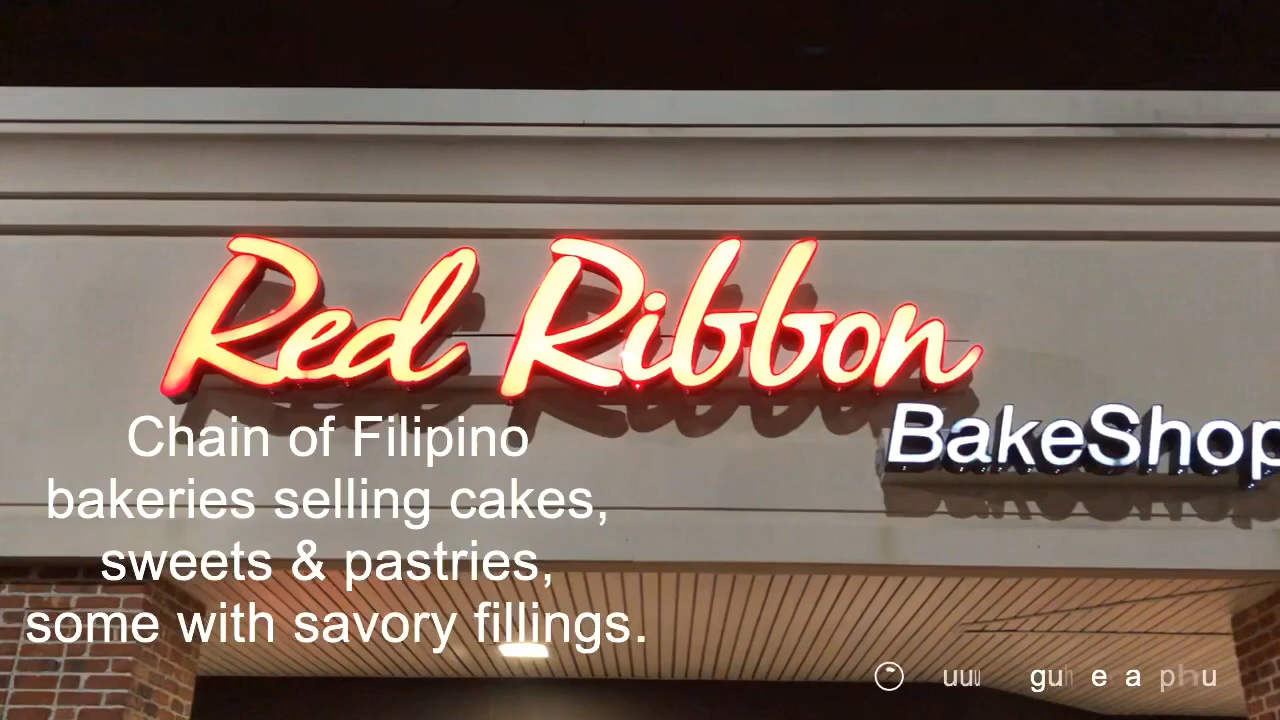 Red Ribbon
BakeShop
Chain of Filipino
bakeries selling cakes,
sweets & pastries,
some with savory fillings.